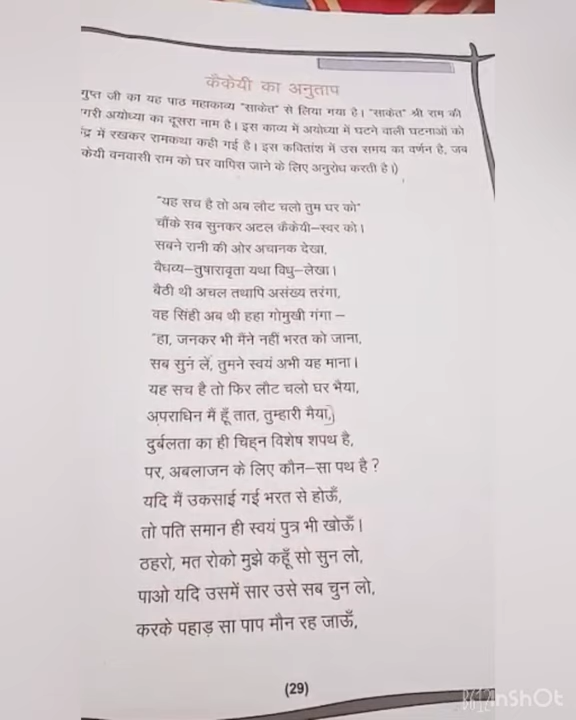 कैकेयी का अनुताप
गुप्त जी का यह पाठ महाकाव्य "साकेत" से लिया गया है। "साकेत" श्री राम की
गरी अयोध्या का दूसरा नाम है। इस काव्य में अयोध्या में घटने वाली घटनाओं को
द्र में रखकर रामकथा कही गई है। इस कवितांश में उस समय का वर्णन है, जब
केयी वनवासी राम को घर वापिस जाने के लिए अनुरोध करती है।)
"यह सच है तो अब लौट चलो तुम घर को"
चौंके सब सुनकर अटल कैकेयी–स्वर को।
सबने रानी की ओर अचानक देखा,
वैधव्य–तुषारावृता यथा विधु–लेखा।
बैठी थी अचल तथापि असंख्य तरंगा,
वह सिंही अब थी हहा गोमुखी गंगा –
"हा, जनकर भी मैंने नहीं भरत को जाना,
सब सुन लें, तुमने स्वयं अभी यह माना।
यह सच है तो फिर लौट चलो घर भैया,
अपराधिन मैं हूँ तात, तुम्हारी मैया,
दुर्बलता का ही चिह्न विशेष शपथ है,
पर, अबलाजन के लिए कौन–सा पथ है ?
यदि मैं उकसाई गई भरत से होऊँ,
तो पति समान ही स्वयं पुत्र भी खोऊँ।
ठहरो, मत रोको मुझे कहूँ सो सुन लो,
पाओ यदि उसमें सार उसे सब चुन लो,
करके पहाड़ सा पाप मौन रह जाऊँ,
(29)